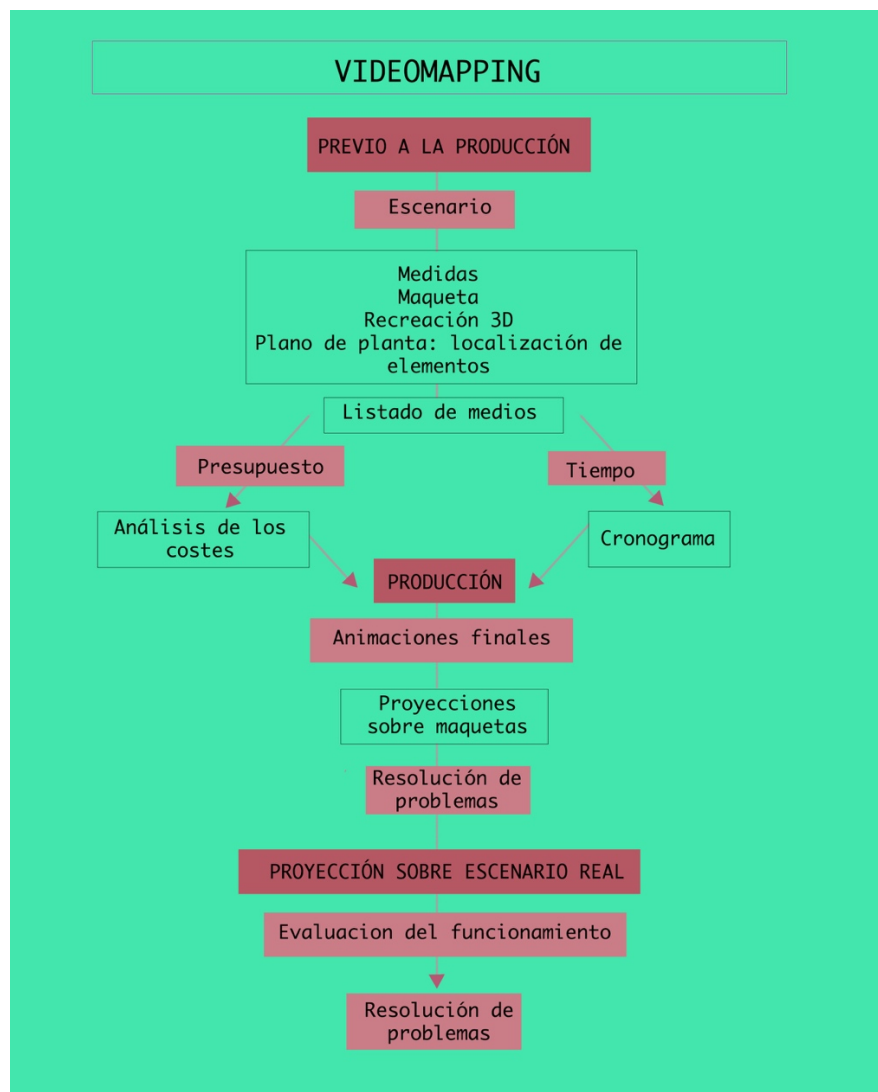 VIDEOMAPPING
PREVIO A LA PRODUCCIÓN
Escenario
Medidas
Maqueta
Recreación 3D
Plano de planta: localización de
elementos
Listado de medios
Presupuesto
Tiempo
Análisis de los
costes
Cronograma
PRODUCCIÓN
Animaciones finales
Proyecciones
sobre maquetas
Resolución de
problemas
PROYECCIÓN SOBRE ESCENARIO REAL
Evaluacion del funcionamiento
Resolución de
problemas